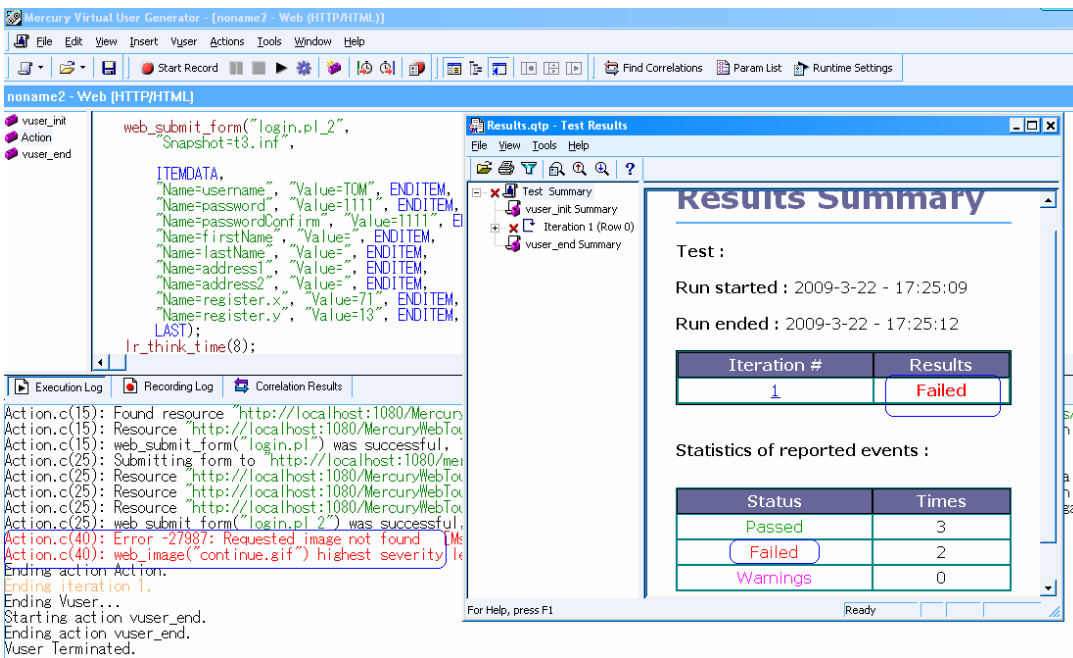 Mercury Virtual User Generator - [noname2 - Web (HTTP/HTML)]
File Edit View Insert Vuser Actions Tools Window Help
Start Record Find Correlations Param List Runtime Settings
noname2 - Web (HTTP/HTML)
vuser_init
Action
vuser_end
web_submit_form("login.pl_2",
"Snapshot=t3.inf",
ITEMDATA,
"Name=username", "Value=TOM", ENDITEM,
"Name=password", "Value=1111", ENDITEM,
"Name=passwordConfirm", "Value=1111", E
"Name=firstName", "Value=", ENDITEM,
"Name=lastName", "Value=", ENDITEM,
"Name=address1", "Value=", ENDITEM,
"Name=address2", "Value=", ENDITEM,
"Name=register.x", "Value=71", ENDITEM,
"Name=register.y", "Value=13", ENDITEM,
LAST);
lr_think_time(8);
Execution Log Recording Log Correlation Results
Action.c(15): Found resource "http://localhost:1080/Mercury
Action.c(15): Resource "http://localhost:1080/MercuryWebTou
Action.c(15): web_submit_form("login.pl") was successful,
Action.c(25): Submitting form to "http://localhost:1080/mer
Action.c(25): Resource "http://localhost:1080/MercuryWebTou
Action.c(25): Resource "http://localhost:1080/MercuryWebTou
Action.c(25): Resource "http://localhost:1080/MercuryWebTou
Action.c(25): web_submit_form("login.pl_2") was successful,
Action.c(40): Error -27987: Requested image not found [Ms
Action.c(40): web_image("continue.gif") highest severity le
Ending action Action.
Ending iteration 1.
Ending Vuser...
Starting action vuser_end.
Ending action vuser_end.
Vuser Terminated.
Results.qtp - Test Results
File View Tools Help
Test Summary
vuser_init Summary
Iteration 1 (Row 0)
vuser_end Summary
Results Summary
Test :
Run started : 2009-3-22 - 17:25:09
Run ended : 2009-3-22 - 17:25:12
Iteration # Results
1 Failed
Statistics of reported events :
Status Times
Passed 3
Failed 2
Warnings 0
For Help, press F1
Ready